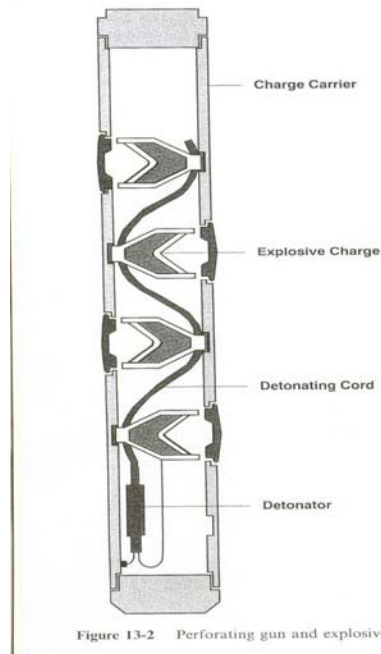 Charge Carrier
Explosive Charge
Detonating Cord
Detonator
Figure 13-2 Perforating gun and explosiv